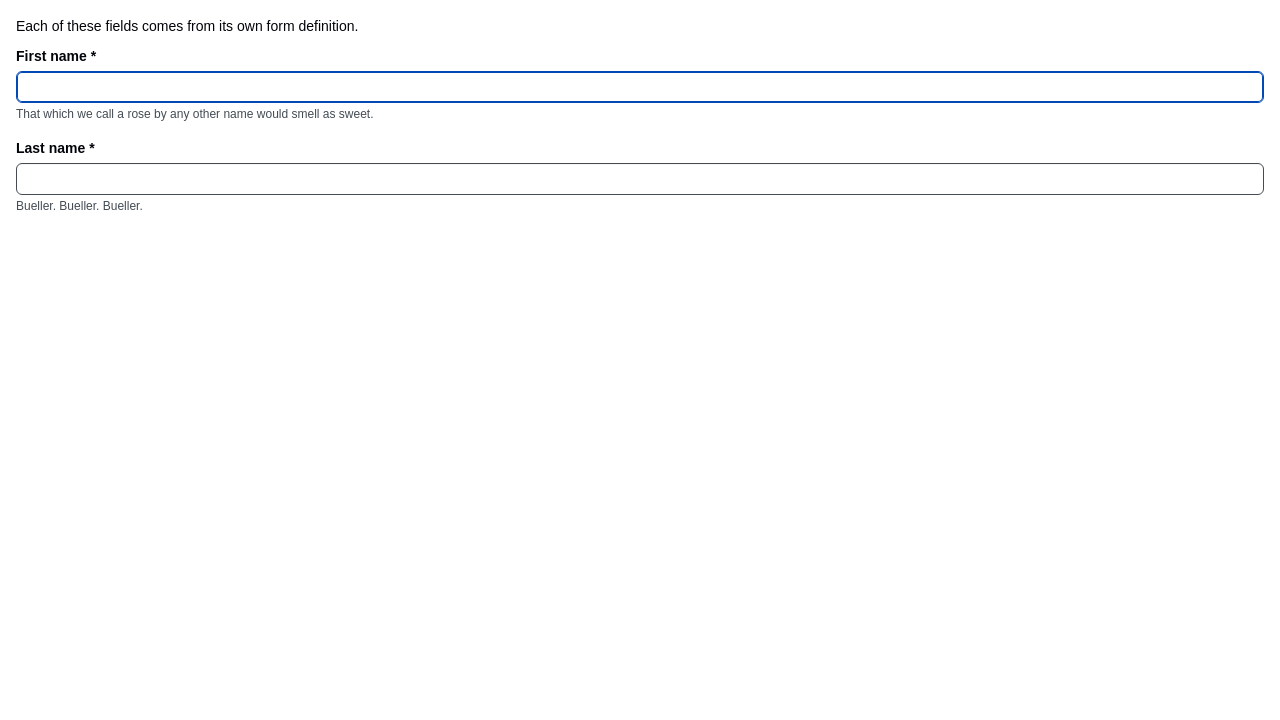 Each of these fields comes from its own form definition.
First name *
That which we call a rose by any other name would smell as sweet.
Last name *
Bueller. Bueller. Bueller.